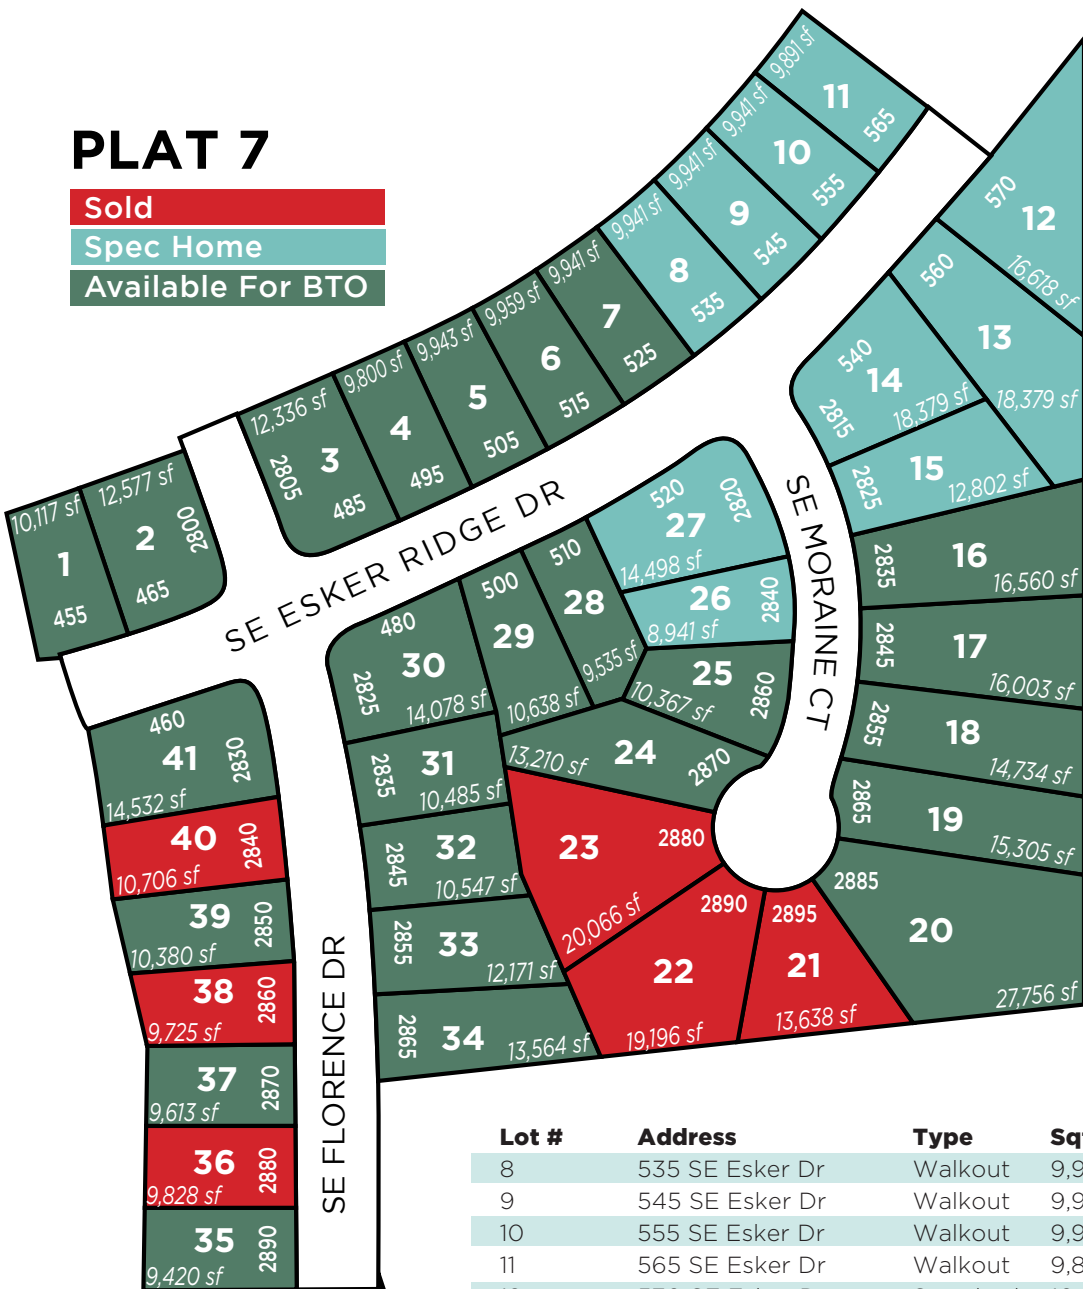 PLAT 7
Sold
Spec Home
Available For BTO
9,891 sf
11
565
9,941 sf
10
555
9,941 sf
9
545
9,941 sf
8
535
9,941 sf
7
525
9,959 sf
6
515
9,943 sf
5
505
9,800 sf
4
495
12,336 sf
2805
3
485
12,577 sf
2
2800
465
10,117 sf
1
455
570
12
16,618 sf
560
13
18,379 sf
540
14
2815
18,379 sf
15
2825
12,802 sf
2835
16
16,560 sf
2845
17
16,003 sf
2855
18
14,734 sf
2865
19
15,305 sf
2885
20
27,756 sf
2895
21
13,638 sf
2890
22
19,196 sf
2880
23
20,066 sf
13,210 sf
24
2870
25
10,367 sf
2860
26
2840
8,941 sf
520
2820
27
14,498 sf
510
28
9,535 sf
500
29
10,638 sf
480
30
2825
14,078 sf
31
2835
10,485 sf
32
2845
10,547 sf
33
2855
12,171 sf
34
2865
13,564 sf
460
41
2830
14,532 sf
40
2840
10,706 sf
39
2850
10,380 sf
38
2860
9,725 sf
37
2870
9,613 sf
36
2880
9,828 sf
35
2890
9,420 sf
SE ESKER RIDGE DR
SE MORAINE CT
SE FLORENCE DR
Lot # Address Type
8 535 SE Esker Dr Walkout 9,9
9 545 SE Esker Dr Walkout 9,9
10 555 SE Esker Dr Walkout 9,9
11 565 SE Esker Dr Walkout 9,8